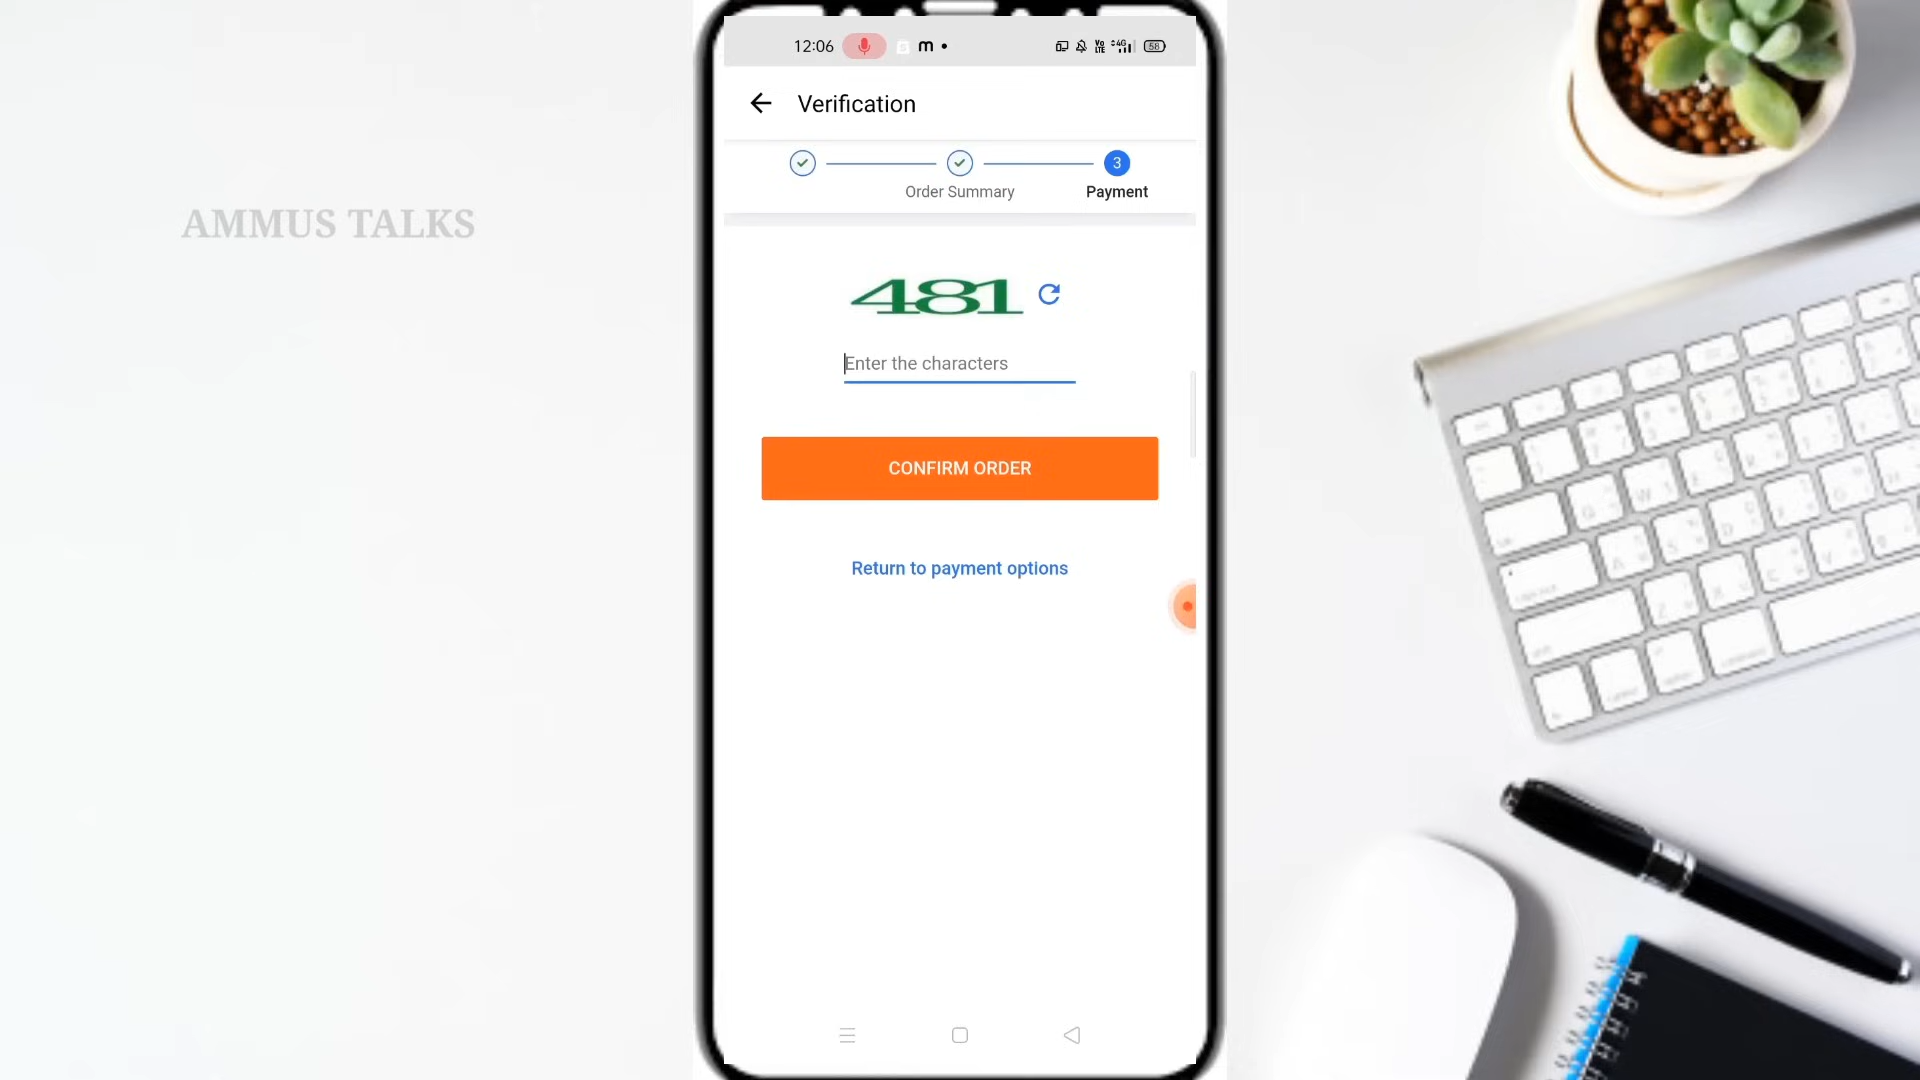 12:06 m
58
Verification
3
Order Summary
Payment
AMMUS TALKS
481
Enter the characters
CONFIRM ORDER
Return to payment options